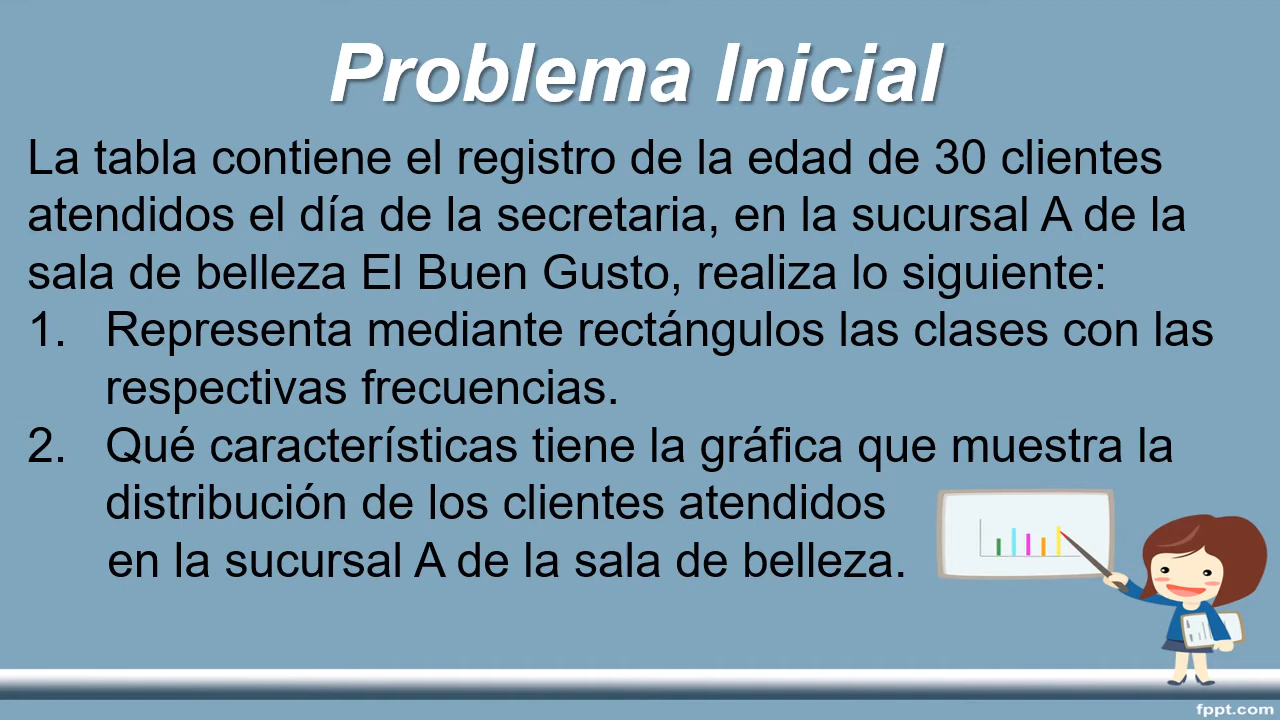 Problema Inicial
La tabla contiene el registro de la edad de 30 clientes
atendidos el día de la secretaria, en la sucursal A de la
sala de belleza El Buen Gusto, realiza lo siguiente:
1. Representa mediante rectángulos las clases con las
respectivas frecuencias.
2. Qué características tiene la gráfica que muestra la
distribución de los clientes atendidos
en la sucursal A de la sala de belleza.
fppt.com